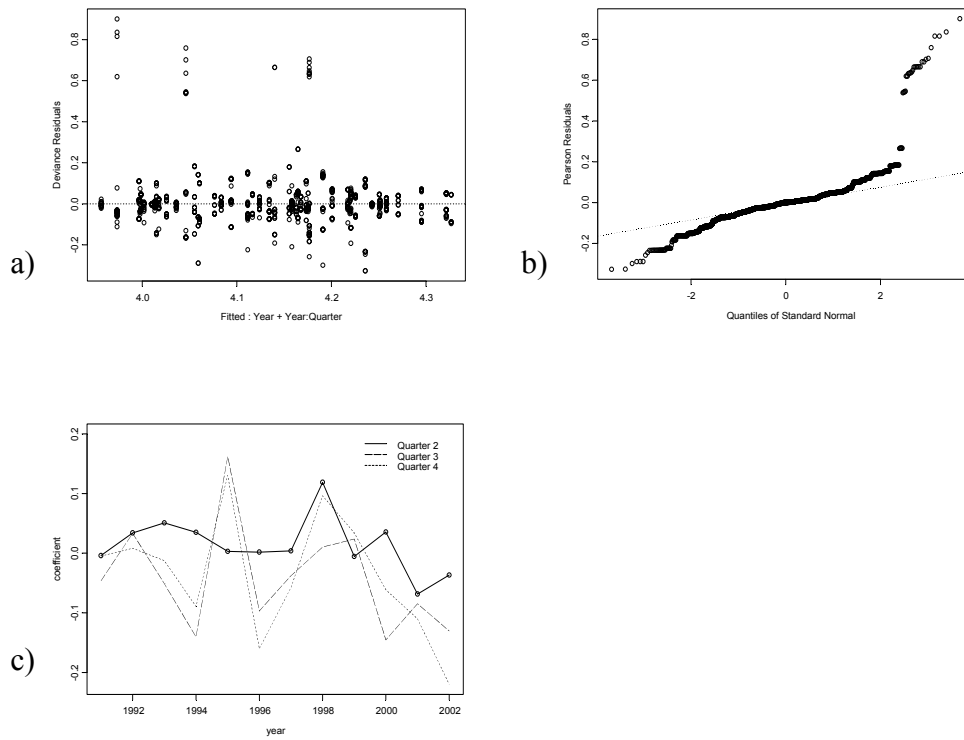 0.8
0.6
0.4
0.2
0.0
-0.2
Deviance Residuals
4.0 4.1 4.2 4.3
Fitted : Year + Year:Quarter
a)
0.8
0.6
0.4
0.2
0.0
-0.2
Pearson Residuals
-2 0 2
Quantiles of Standard Normal
b)
0.2
0.1
0.0
-0.1
-0.2
coefficient
Quarter 2
Quarter 3
Quarter 4
1992 1994 1996 1998 2000 2002
year
c)